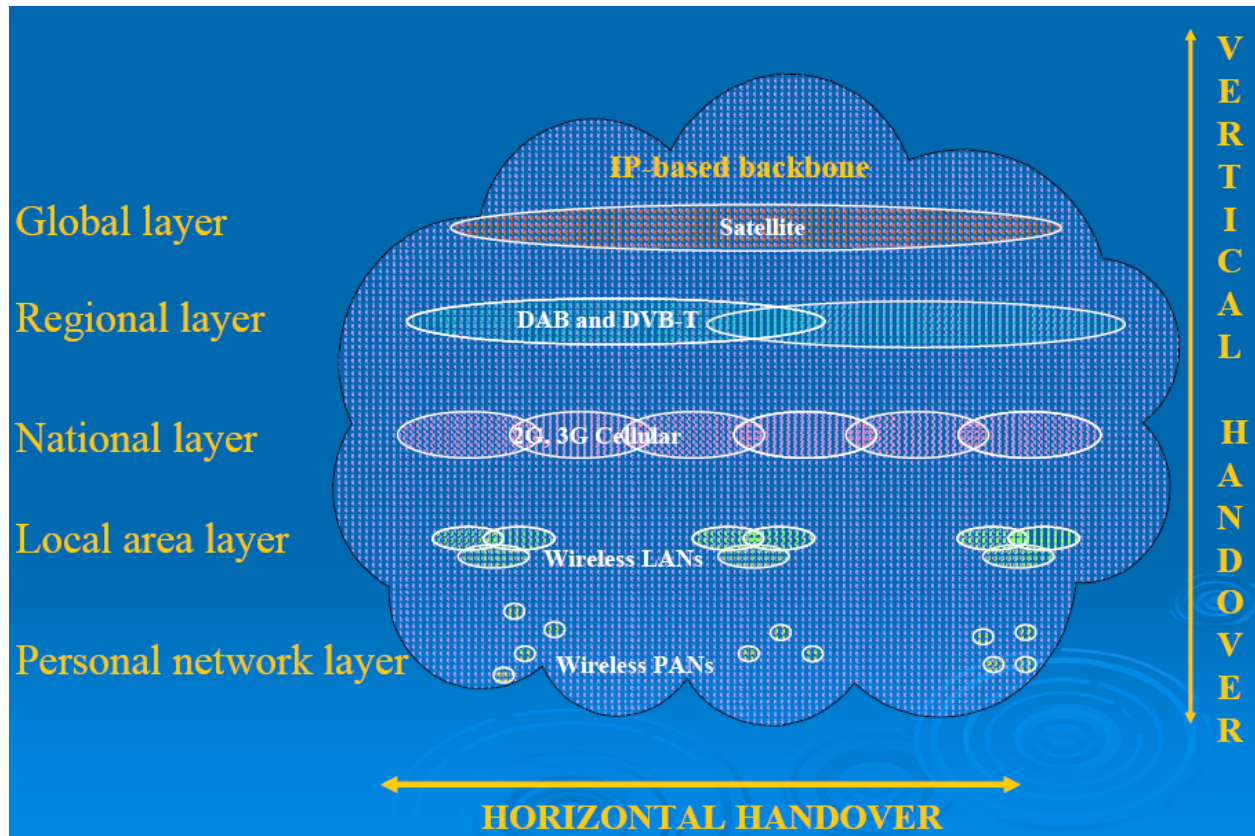 IP-based backbone
Global layer
Satellite
Regional layer
DAB and DVB-T
National layer
2G, 3G Cellular
Local area layer
Wireless LANs
Personal network layer
Wireless PANs
HORIZONTAL HANDOVER
VERTICAL HANDOVER